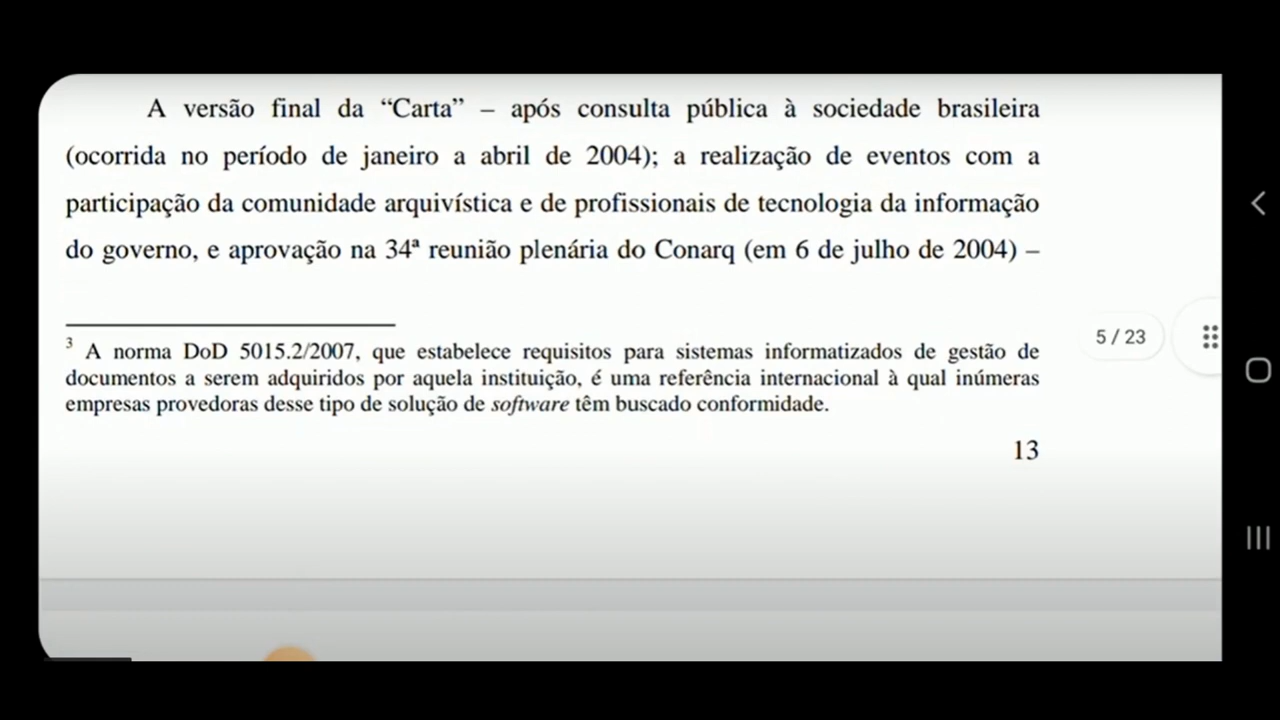 A versão final da “Carta” – após consulta pública à sociedade brasileira
(ocorrida no período de janeiro a abril de 2004); a realização de eventos com a
participação da comunidade arquivística e de profissionais de tecnologia da informação
do governo, e aprovação na 34ª reunião plenária do Conarq (em 6 de julho de 2004) –
5 / 23
3 A norma DoD 5015.2/2007, que estabelece requisitos para sistemas informatizados de gestão de
documentos a serem adquiridos por aquela instituição, é uma referência internacional à qual inúmeras
empresas provedoras desse tipo de solução de software têm buscado conformidade.
13